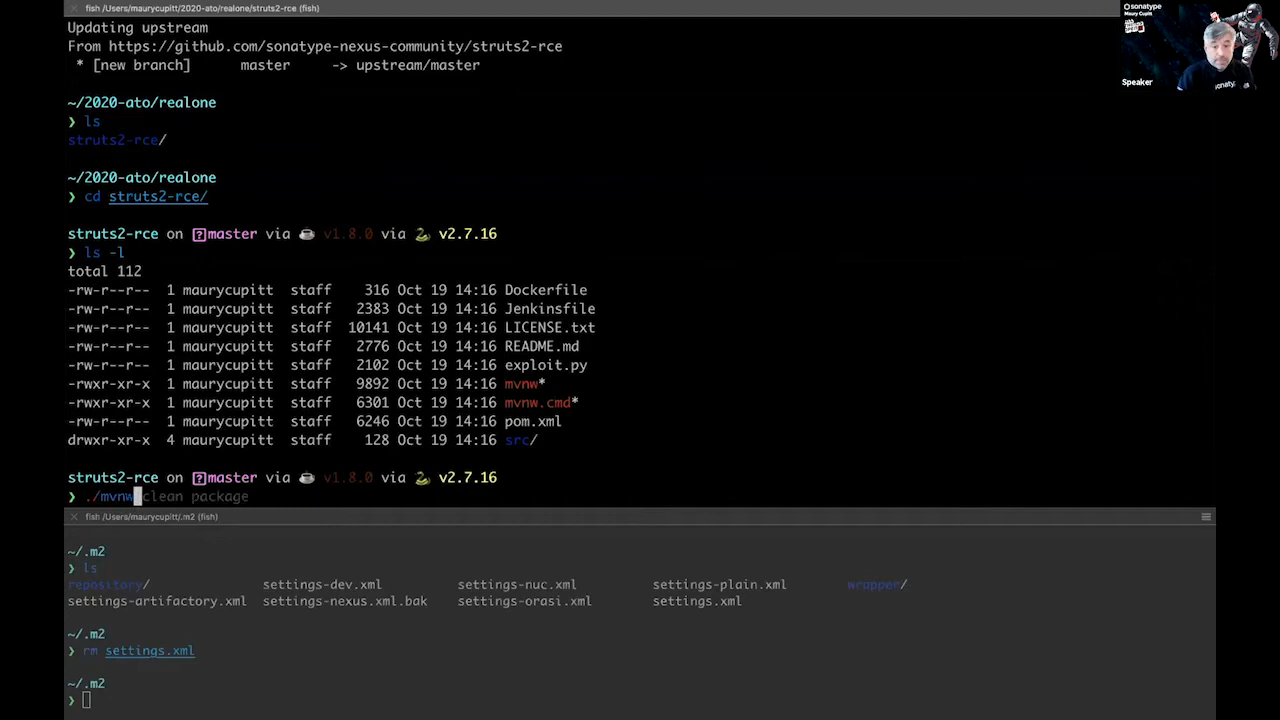 fish /Users/maurycupitt/2020-ato/realone/struts2-rce (fish)
Updating upstream
From https://github.com/sonatype-nexus-community/struts2-rce
* [new branch] master -> upstream/master
~/2020-ato/realone
❯ ls
struts2-rce/
~/2020-ato/realone
❯ cd struts2-rce/
struts2-rce on master via v1.8.0 via v2.7.16
❯ ls -l
total 112
-rw-r--r-- 1 maurycupitt staff 316 Oct 19 14:16 Dockerfile
-rw-r--r-- 1 maurycupitt staff 2383 Oct 19 14:16 Jenkinsfile
-rw-r--r-- 1 maurycupitt staff 10141 Oct 19 14:16 LICENSE.txt
-rw-r--r-- 1 maurycupitt staff 2776 Oct 19 14:16 README.md
-rw-r--r-- 1 maurycupitt staff 2102 Oct 19 14:16 exploit.py
-rwxr-xr-x 1 maurycupitt staff 9892 Oct 19 14:16 mvnw*
-rwxr-xr-x 1 maurycupitt staff 6301 Oct 19 14:16 mvnw.cmd*
-rw-r--r-- 1 maurycupitt staff 6246 Oct 19 14:16 pom.xml
drwxr-xr-x 4 maurycupitt staff 128 Oct 19 14:16 src/
struts2-rce on master via v1.8.0 via v2.7.16
❯ ./mvnw clean package
fish /Users/maurycupitt/.m2 (fish)
~/.m2
❯ ls
repository/ settings-dev.xml settings-nuc.xml settings-plain.xml wrapper/
settings-artifactory.xml settings-nexus.xml.bak settings-orasi.xml settings.xml
~/.m2
❯ rm settings.xml
~/.m2
❯
sonatype
Maury Cupitt
Speaker